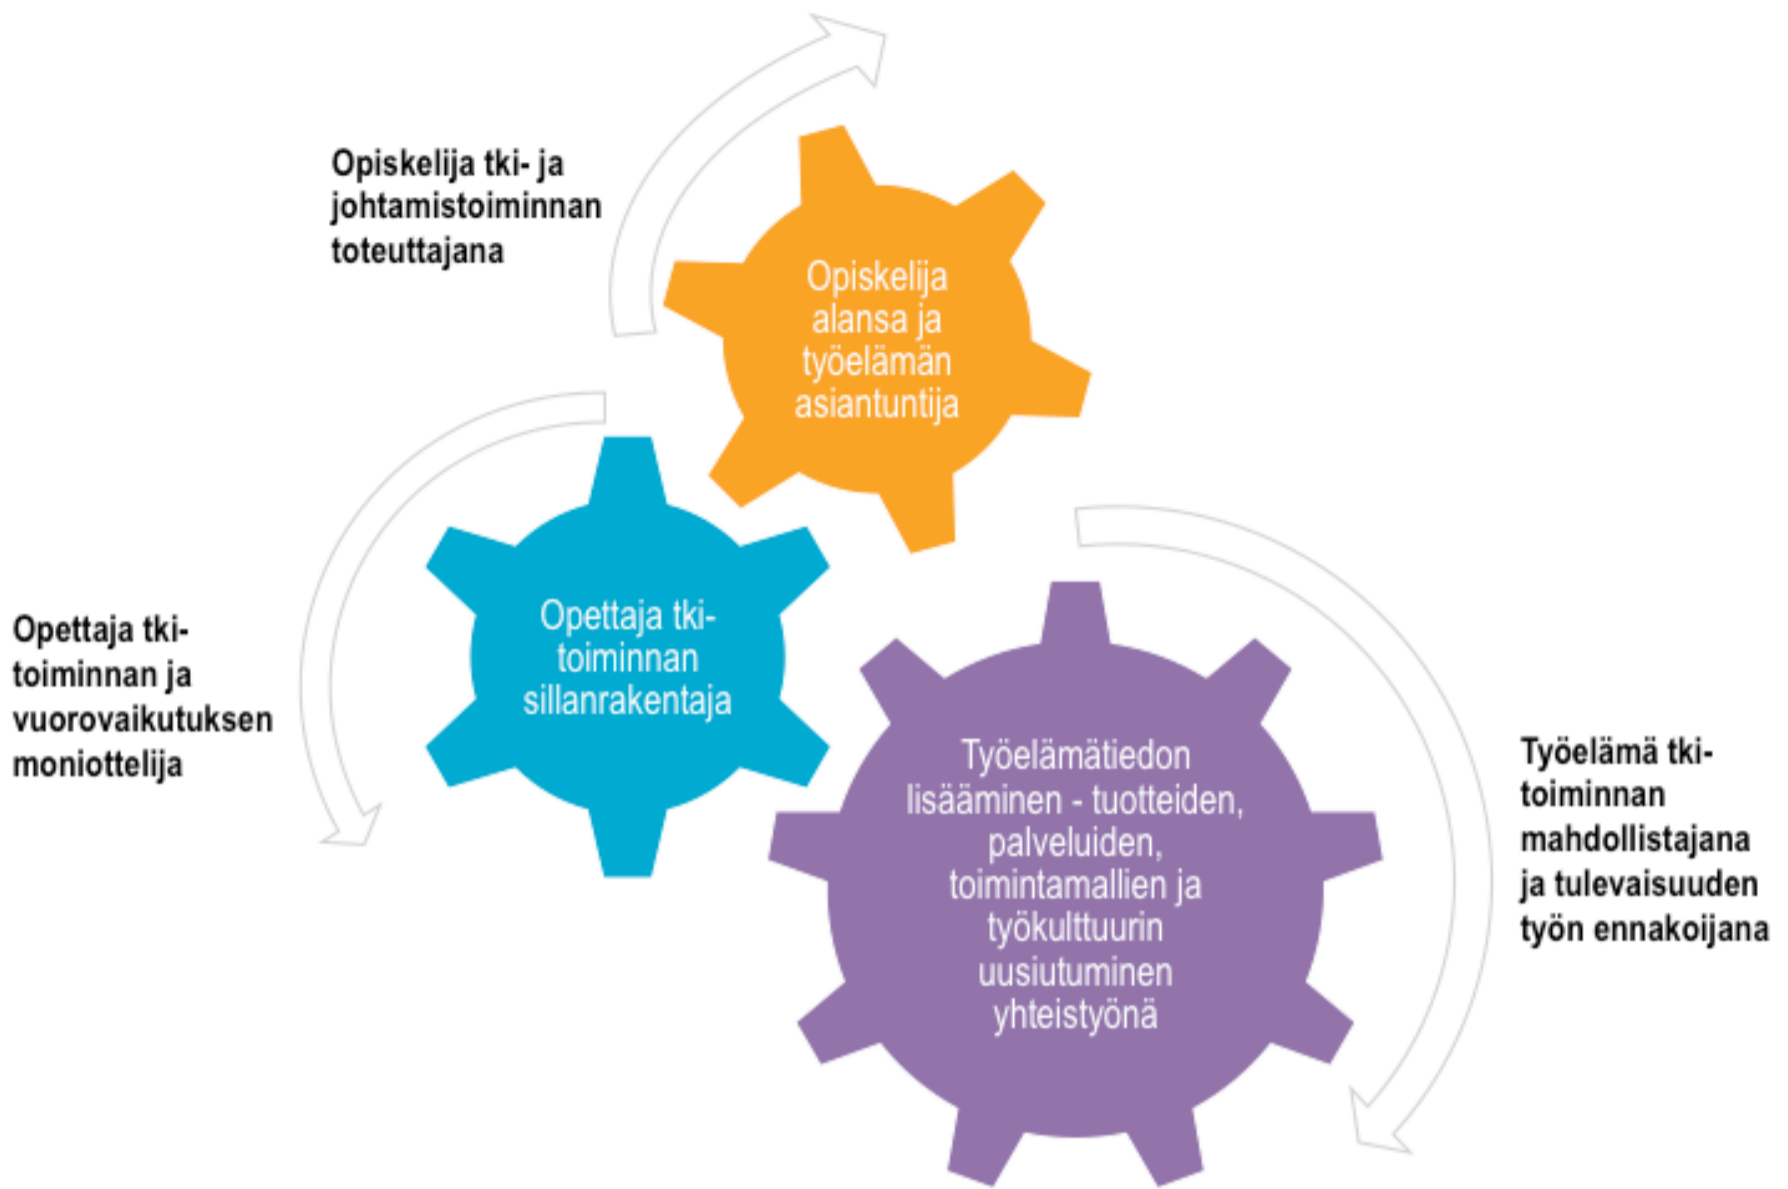 Opiskelija tki- ja
johtamistoiminnan
toteuttajana
Opiskelija
alansa ja
työelämän
asiantuntija
Opettaja tki-
toiminnan ja
vuorovaikutuksen
moniottelija
Opettaja tki-
toiminnan
sillanrakentaja
Työelämätiedon
lisääminen - tuotteiden,
palveluiden,
toimintamallien ja
työkulttuurin
uusiutuminen
yhteistyönä
Työelämä tki-
toiminnan
mahdollistajana
ja tulevaisuuden
työn ennakoijana